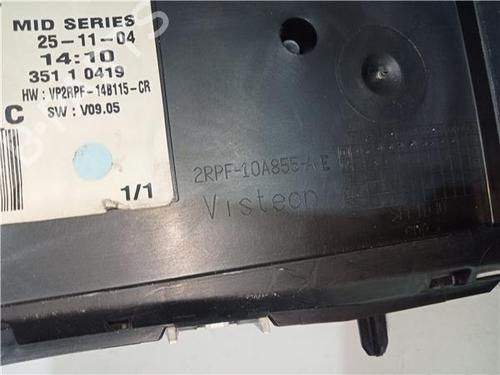 MID SERIES
25-11-04
14:10
351 1 0419
HW : VP2RPF-14B115-CR
C SW : V09.05
1/1
2RPF-10A855-A E
Visteon